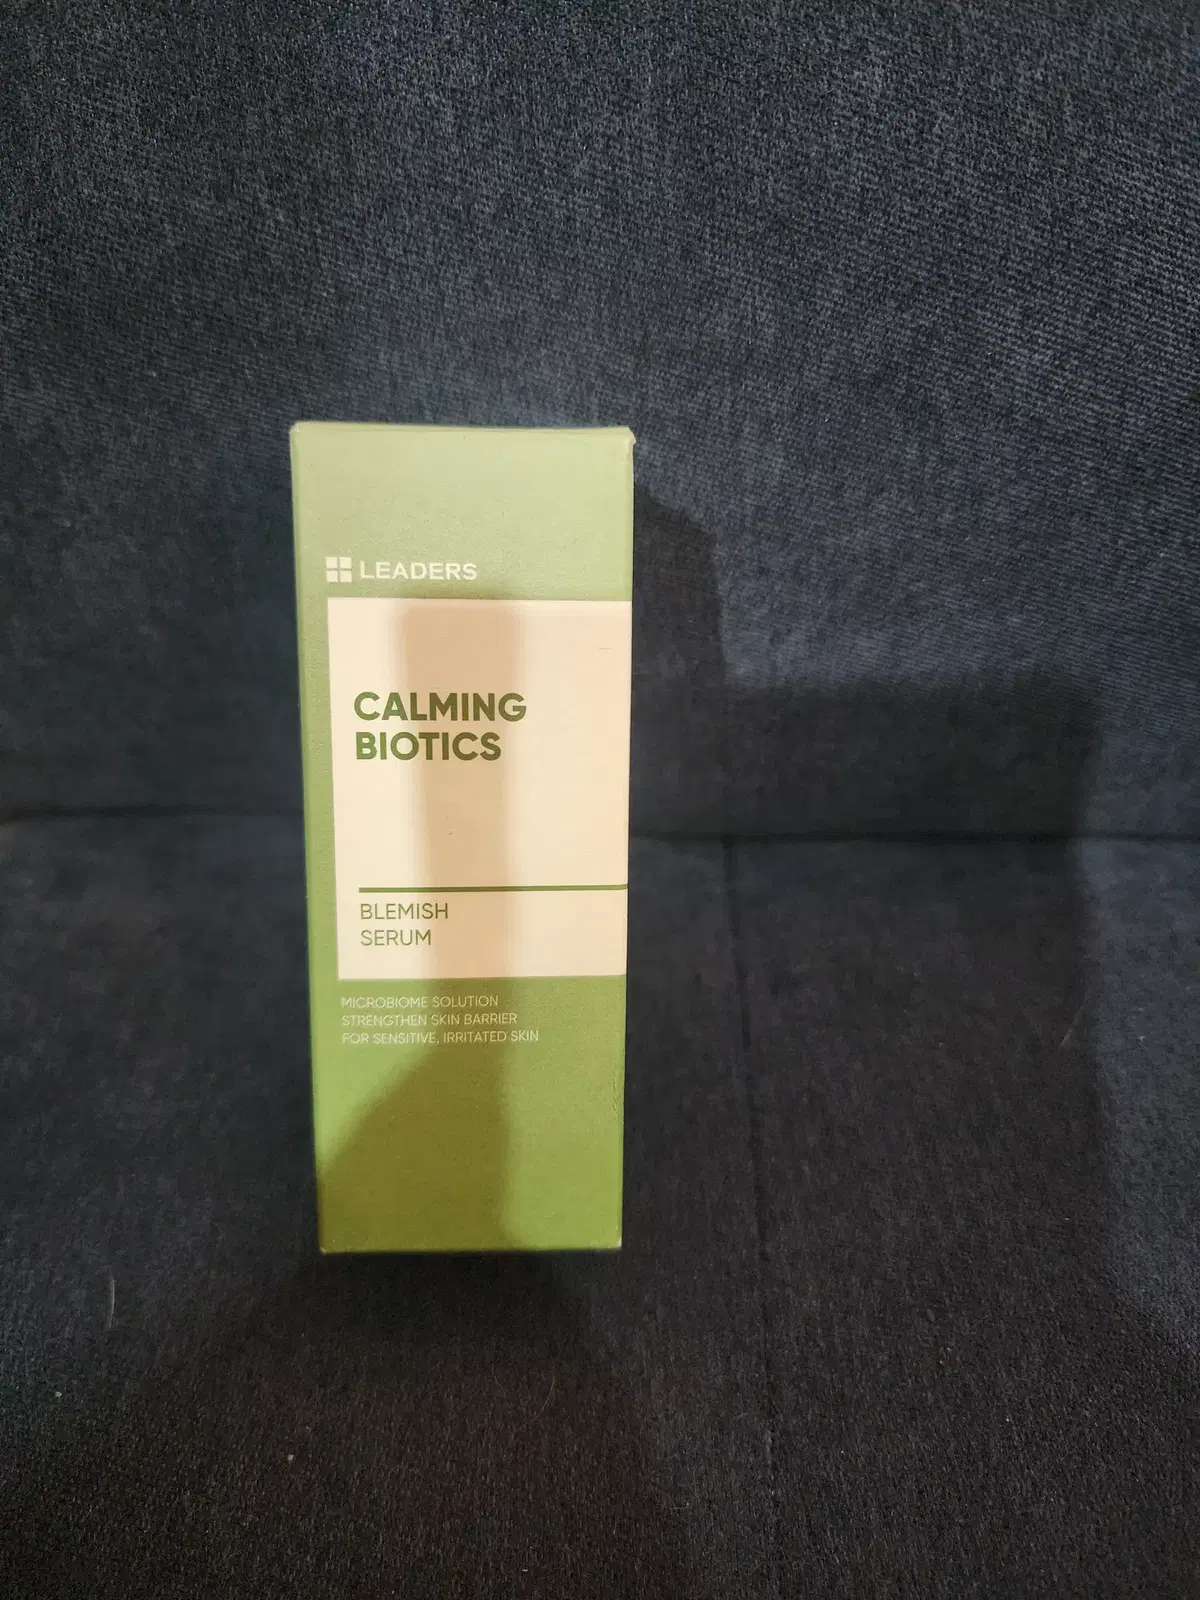 LEADERS
CALMING
BIOTICS
BLEMISH
SERUM
MICROBIOME SOLUTION
STRENGTHEN SKIN BARRIER
FOR SENSITIVE, IRRITATED SKIN